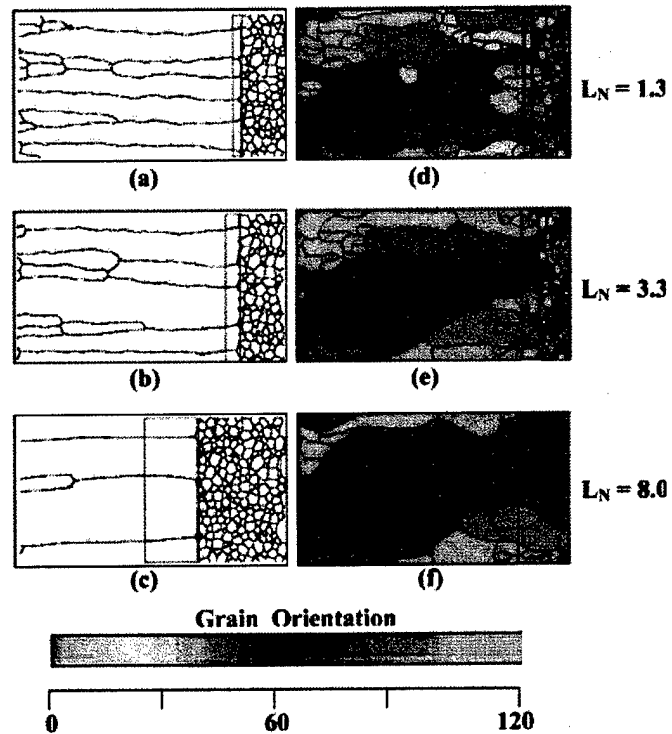 (a)
(d)
L_N = 1.3
(b)
(e)
L_N = 3.3
(c)
(f)
L_N = 8.0
Grain Orientation
0
60
120